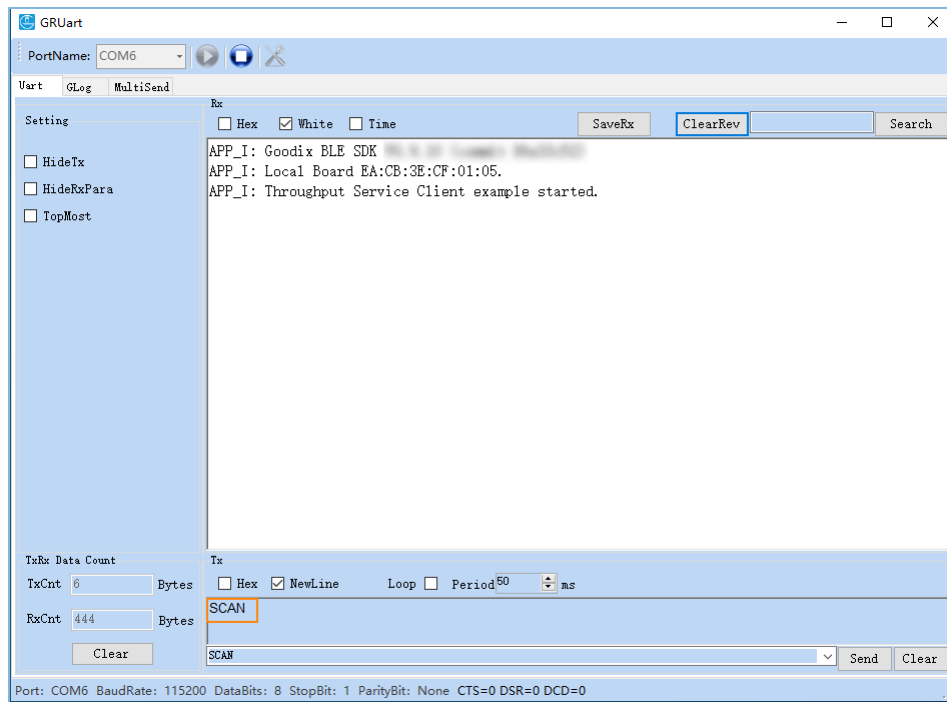 GRUart
PortName: COM6
Uart GLog MultiSend
Setting
HideTx
HideRxPara
TopMost
Rx
Hex White Time SaveRx ClearRev Search
APP_I: Goodix BLE SDK
APP_I: Local Board EA:CB:3E:CF:01:05.
APP_I: Throughput Service Client example started.
TxRx Data Count
TxCnt 6 Bytes
RxCnt 444 Bytes
Clear
Tx
Hex NewLine Loop Period 50 ms
SCAN
SCAN Send Clear
Port: COM6 BaudRate: 115200 DataBits: 8 StopBit: 1 ParityBit: None CTS=0 DSR=0 DCD=0